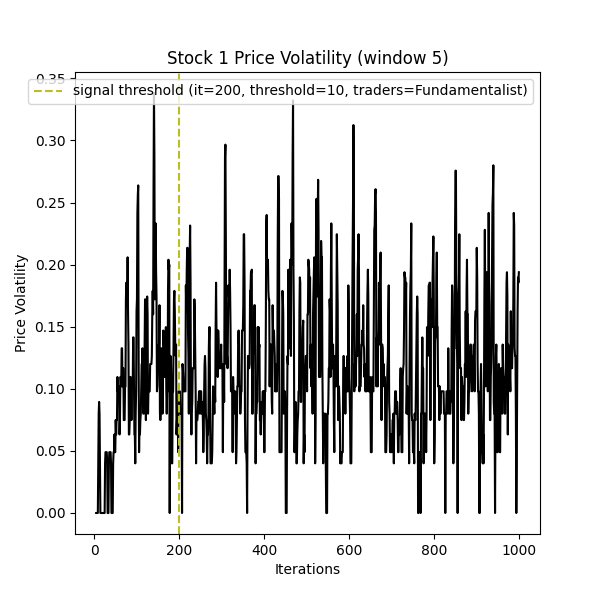 Stock 1 Price Volatility (window 5)
0.35
signal threshold (it=200, threshold=10, traders=Fundamentalist)
0.30
0.25
0.20
0.15
0.10
0.05
0.00
Price Volatility
0 200 400 600 800 1000
Iterations